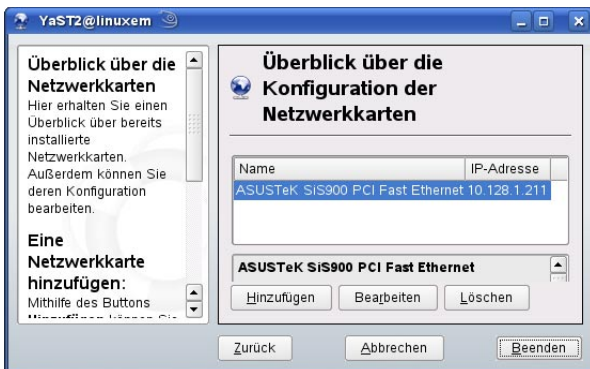 YaST2@linuxem
Überblick über die
Netzwerkkarten
Hier erhalten Sie einen
Überblick über bereits
installierte
Netzwerkkarten.
Außerdem können Sie
deren Konfiguration
bearbeiten.
Eine
Netzwerkkarte
hinzufügen:
Mithilfe des Buttons
Überblick über die
Konfiguration der
Netzwerkkarten
Name IP-Adresse
ASUSTeK SiS900 PCI Fast Ethernet 10.128.1.211
ASUSTeK SiS900 PCI Fast Ethernet
Hinzufügen Bearbeiten Löschen
Zurück Abbrechen Beenden